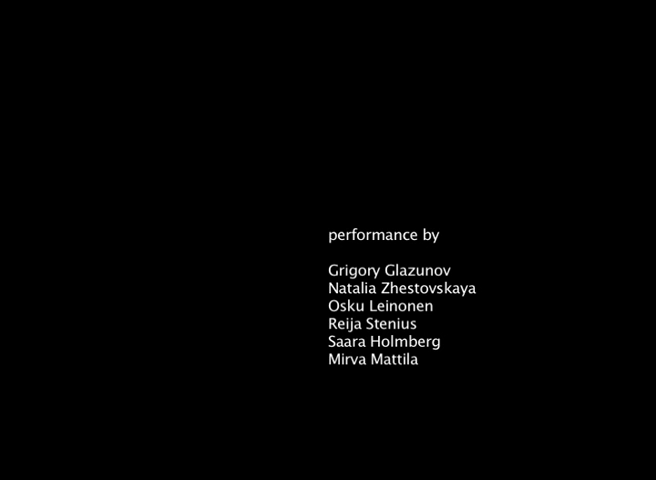 performance by
Grigory Glazunov
Natalia Zhestovskaya
Osku Leinonen
Reija Stenius
Saara Holmberg
Mirva Mattila